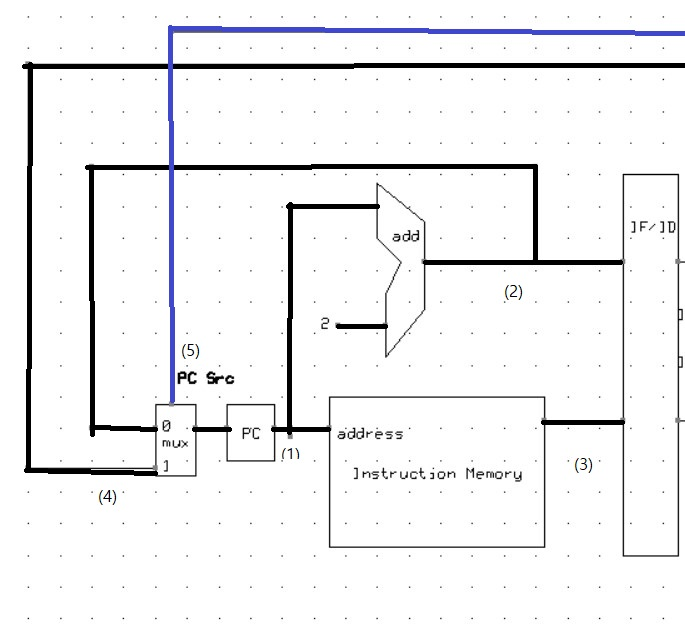 IF/ID
add
(2)
2
(5)
PC Src
0
mux
1
PC
(1)
address
Instruction Memory
(3)
(4)